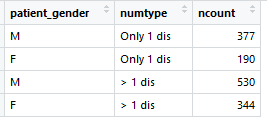 patient_gender numtype ncount
M Only 1 dis 377
F Only 1 dis 190
M > 1 dis 530
F > 1 dis 344